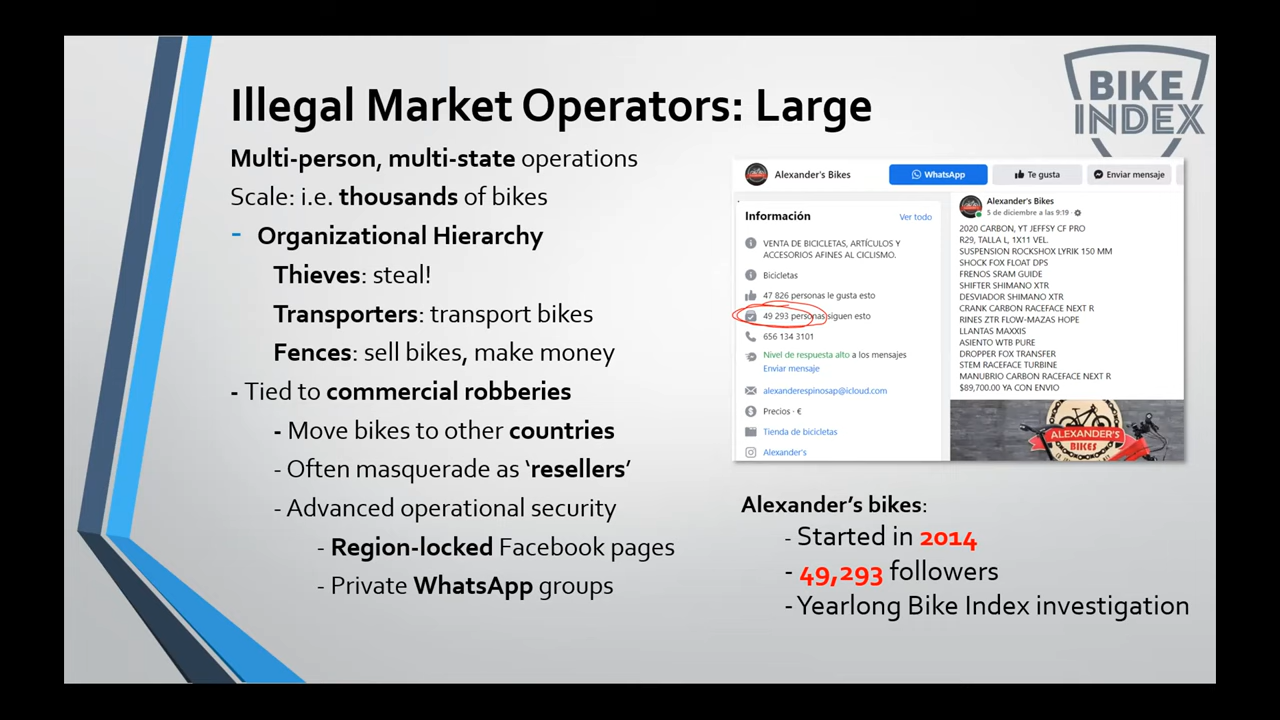 Illegal Market Operators: Large
BIKE
INDEX
Multi-person, multi-state operations
Scale: i.e. thousands of bikes
- Organizational Hierarchy
Thieves: steal!
Transporters: transport bikes
Fences: sell bikes, make money
- Tied to commercial robberies
- Move bikes to other countries
- Often masquerade as ‘resellers’
- Advanced operational security
- Region-locked Facebook pages
- Private WhatsApp groups
Alexander's Bikes
WhatsApp
Te gusta
Enviar mensaje
Información
Ver todo
VENTA DE BICICLETAS, ARTÍCULOS Y
ACCESORIOS AFINES AL CICLISMO.
Bicicletas
47 826 personas le gusta esto
49 293 personas siguen esto
656 134 3101
Nivel de respuesta alto a los mensajes
Enviar mensaje
alexanderespinosap@icloud.com
Precios · €
Tienda de bicicletas
Alexander's
Alexander's Bikes
5 de diciembre a las 9:19 ·
2020 CARBON, YT JEFFSY CF PRO
R29, TALLA L, 1X11 VEL.
SUSPENSION ROCKSHOX LYRIK 150 MM
SHOCK FOX FLOAT DPS
FRENOS SRAM GUIDE
SHIFTER SHIMANO XTR
DESVIADOR SHIMANO XTR
CRANK CARBON RACEFACE NEXT R
RINES ZTR FLOW-MAZAS HOPE
LLANTAS MAXXIS
ASIENTO WTB PURE
DROPPER FOX TRANSFER
STEM RACEFACE TURBINE
MANUBRIO CARBON RACEFACE NEXT R
$89,700.00 YA CON ENVIO
ALEXANDER'S
BIKES
Alexander’s bikes:
- Started in 2014
- 49,293 followers
- Yearlong Bike Index investigation